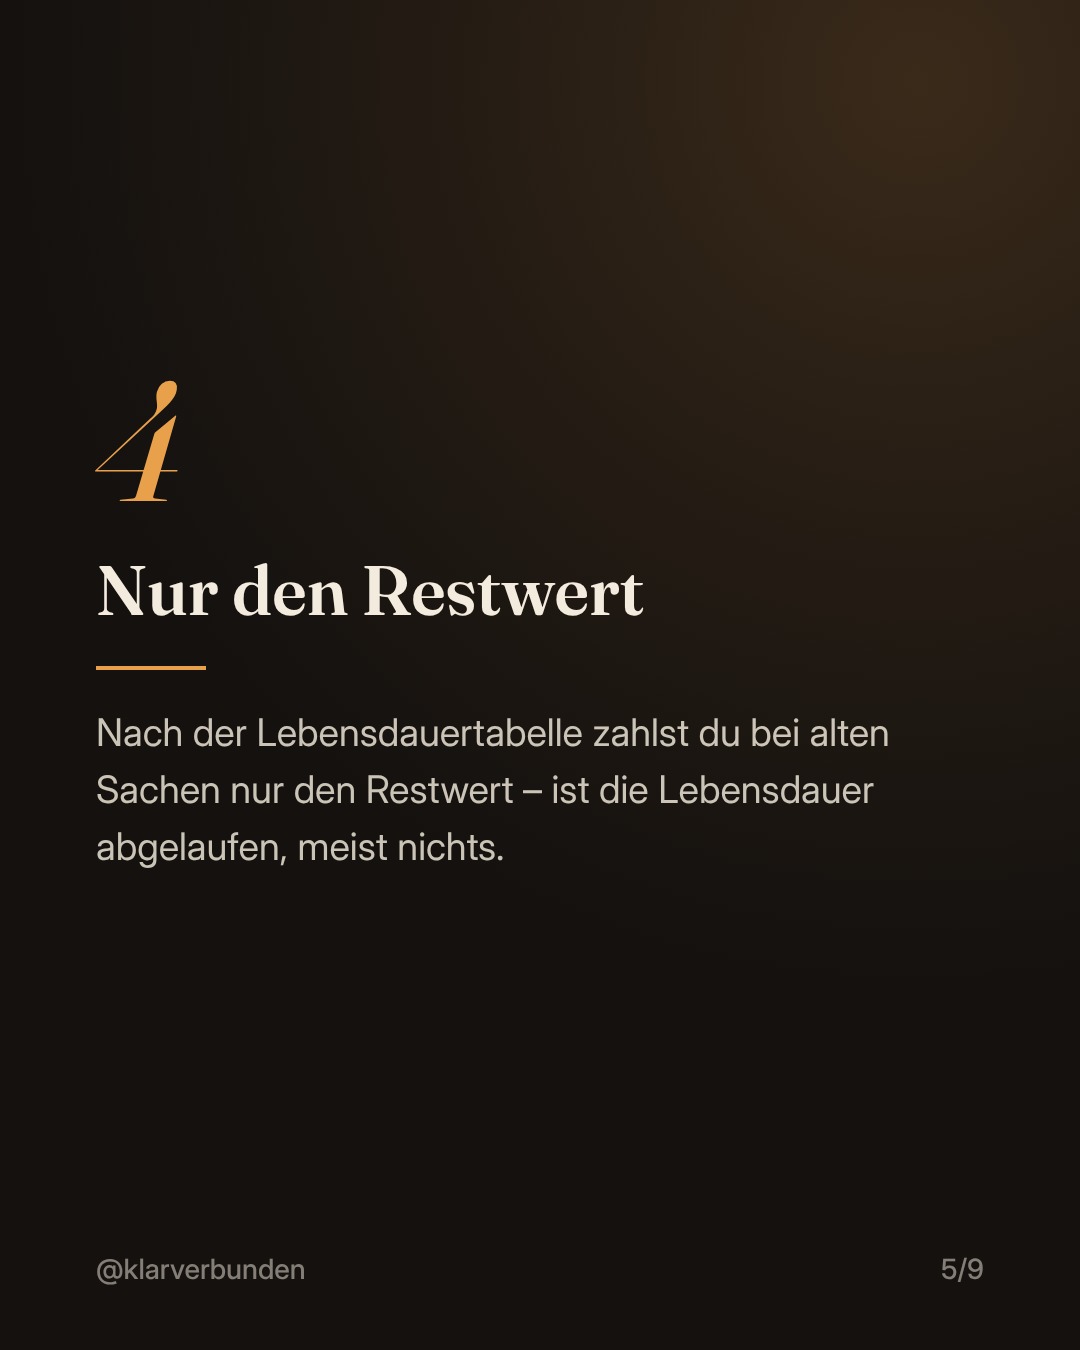 4
Nur den Restwert
Nach der Lebensdauertabelle zahlst du bei alten
Sachen nur den Restwert – ist die Lebensdauer
abgelaufen, meist nichts.
@klarverbunden
5/9